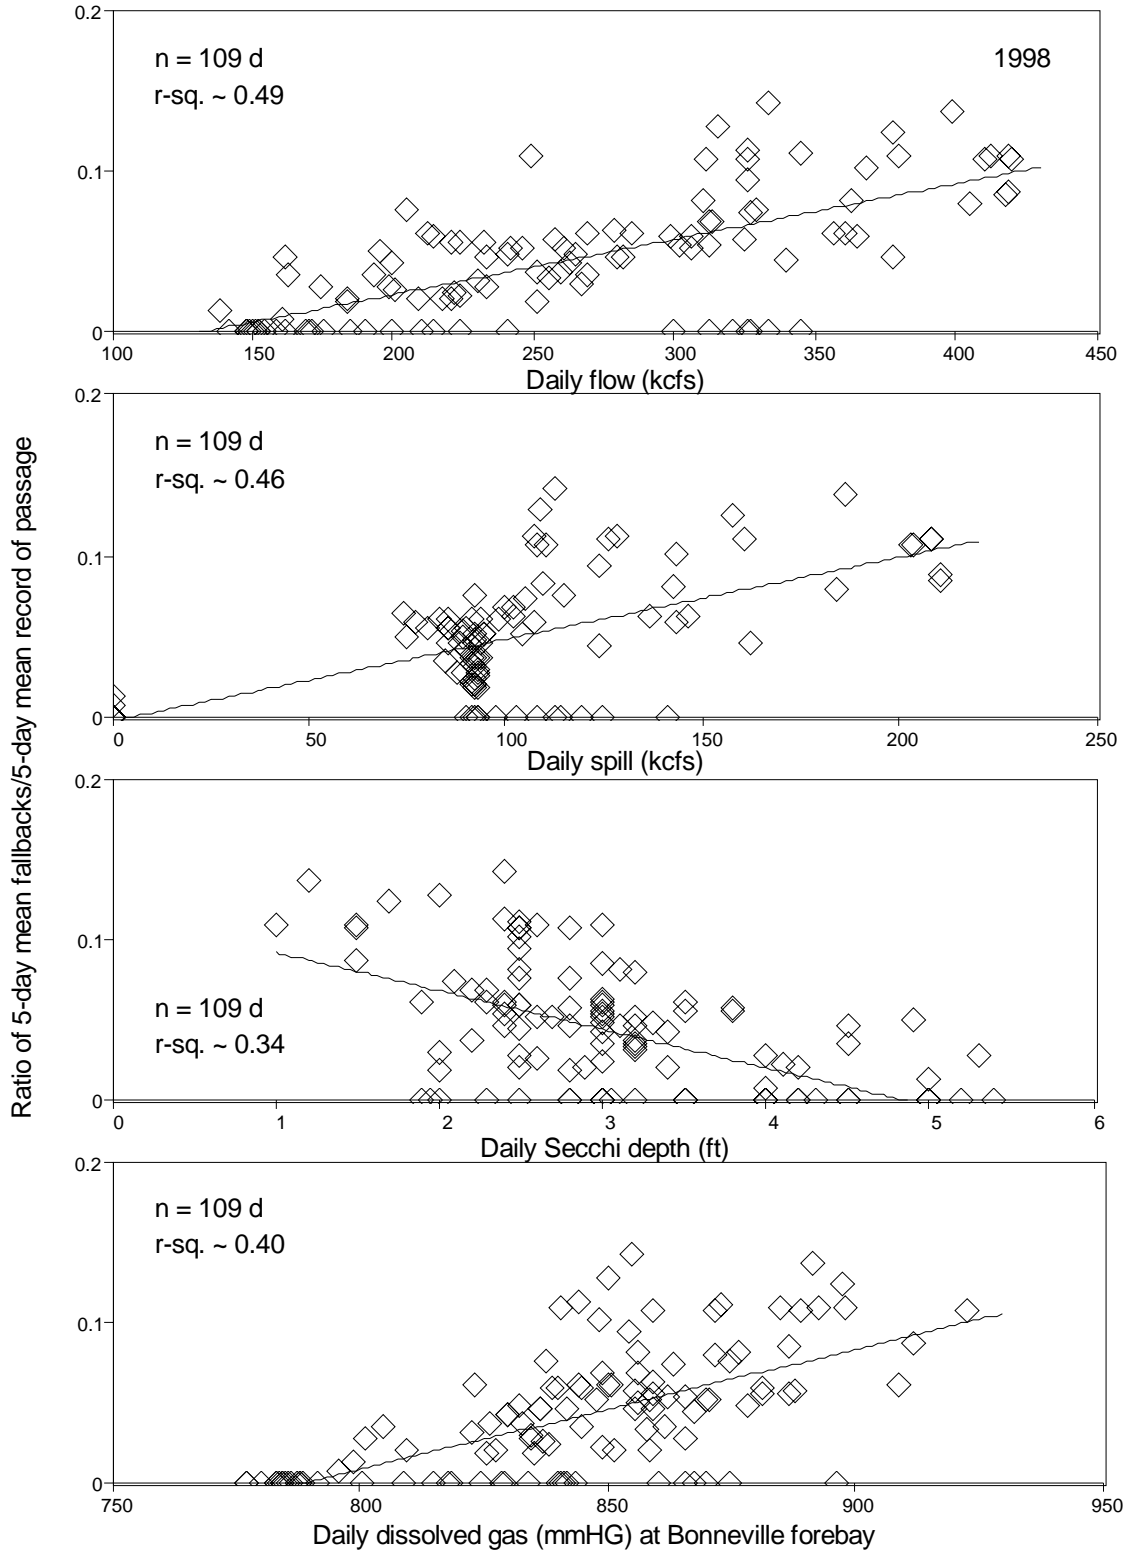 Ratio of 5-day mean fallbacks/5-day mean record of passage
0.2
n = 109 d
1998
r-sq. ~ 0.49
0.1
0
100 150 200 250 300 350 400 450
Daily flow (kcfs)
0.2
n = 109 d
r-sq. ~ 0.46
0.1
0
0 50 100 150 200 250
Daily spill (kcfs)
0.2
0.1
n = 109 d
r-sq. ~ 0.34
0
0 1 2 3 4 5 6
Daily Secchi depth (ft)
0.2
n = 109 d
r-sq. ~ 0.40
0.1
0
750 800 850 900 950
Daily dissolved gas (mmHG) at Bonneville forebay